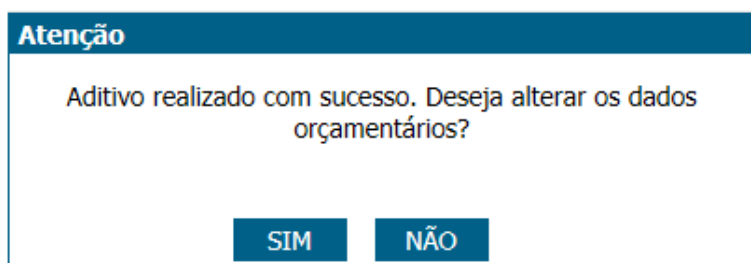 Atenção
Aditivo realizado com sucesso. Deseja alterar os dados
orçamentários?
SIM NÃO